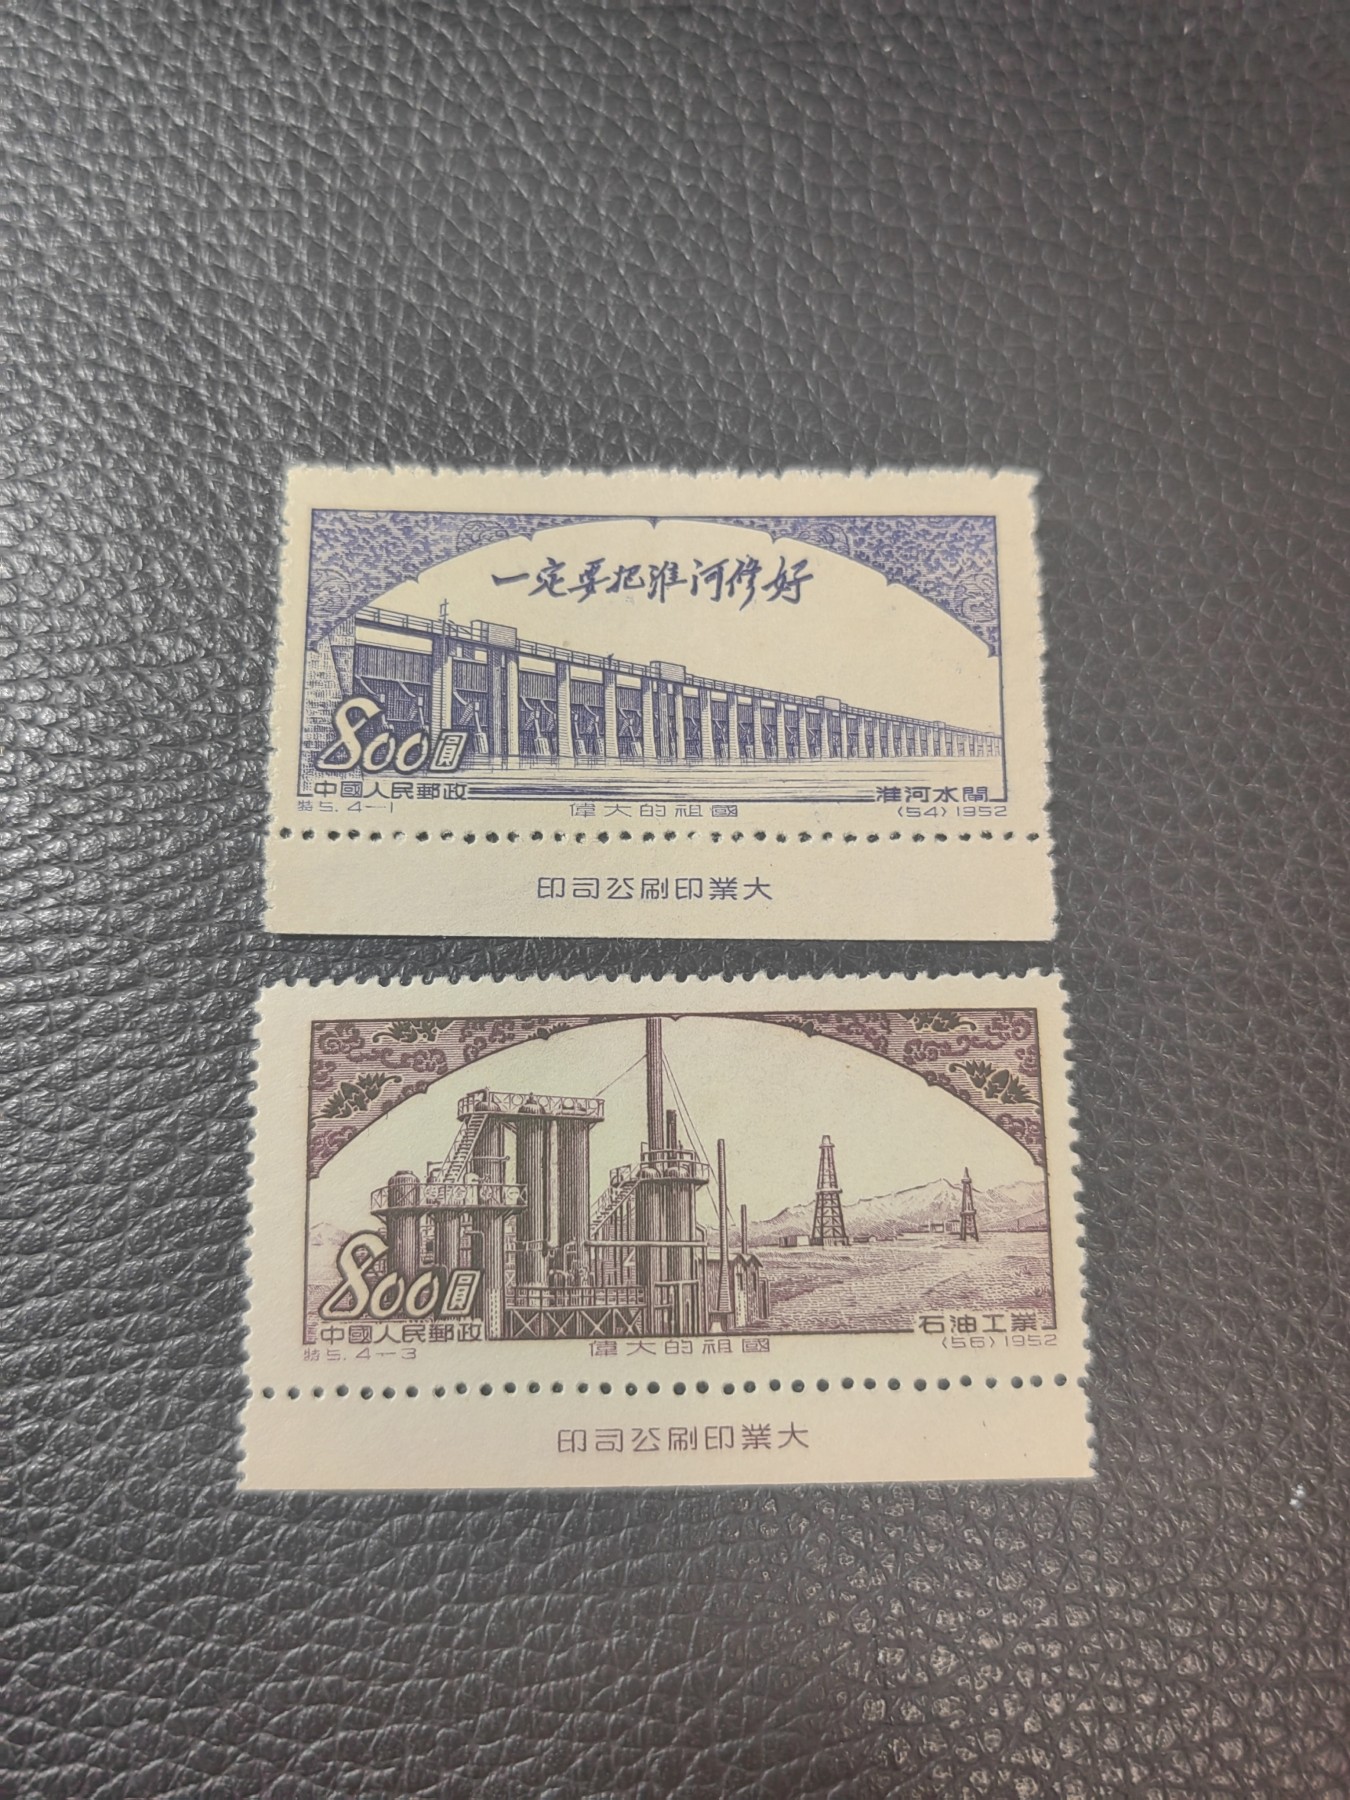 一定要把淮河修好
800圓
中國人民郵政
淮河水閘
特5.4—1
偉大的祖國
(54)1952
大業印刷公司印
800圓
中國人民郵政
石油工業
特5.4—3
偉大的祖國
(56)1952
大業印刷公司印